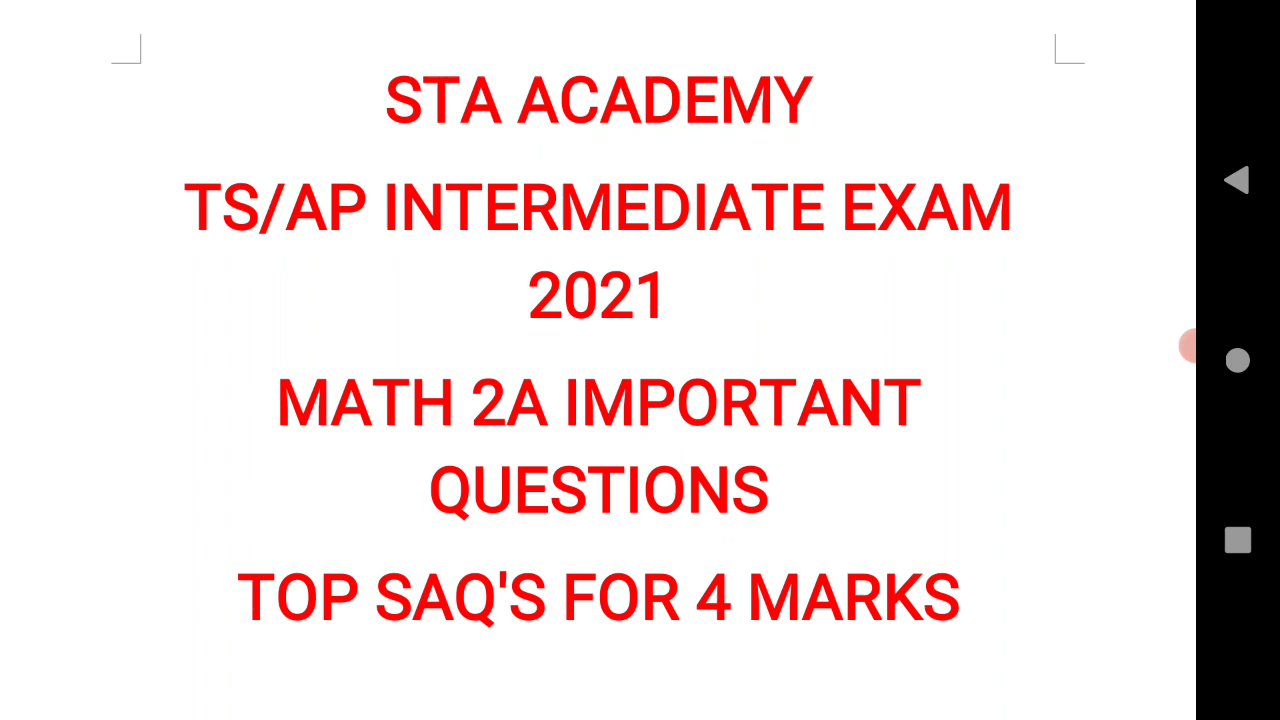 STA ACADEMY
TS/AP INTERMEDIATE EXAM
2021
MATH 2A IMPORTANT
QUESTIONS
TOP SAQ'S FOR 4 MARKS